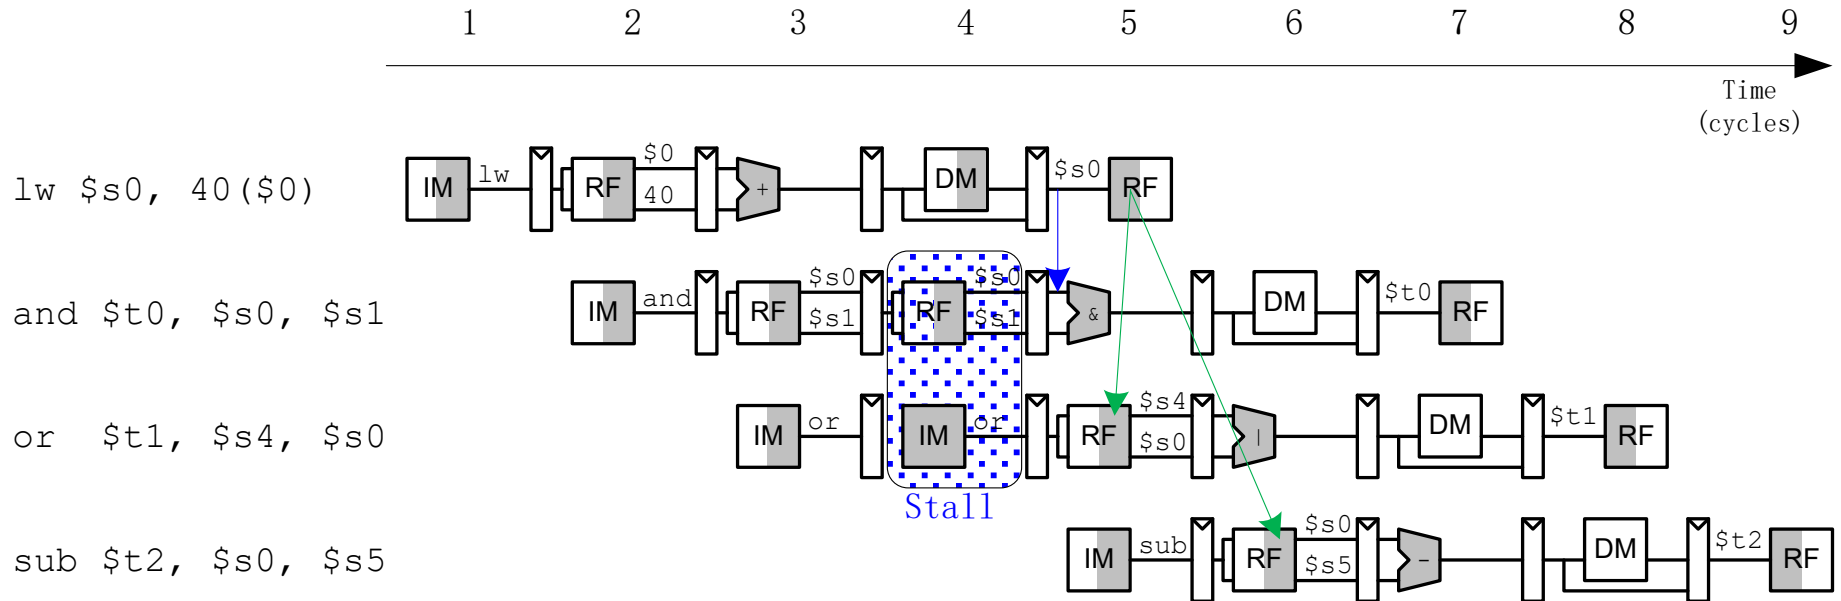 1 2 3 4 5 6 7 8 9
Time
(cycles)
lw $s0, 40($0) IM lw RF $0 40 + DM $s0 RF
and $t0, $s0, $s1 IM and RF $s0 $s1 RF $s0 $s1 & DM $t0 RF
or $t1, $s4, $s0 IM or IM or RF $s4 $s0 | DM $t1 RF
Stall
sub $t2, $s0, $s5 IM sub RF $s0 $s5 - DM $t2 RF